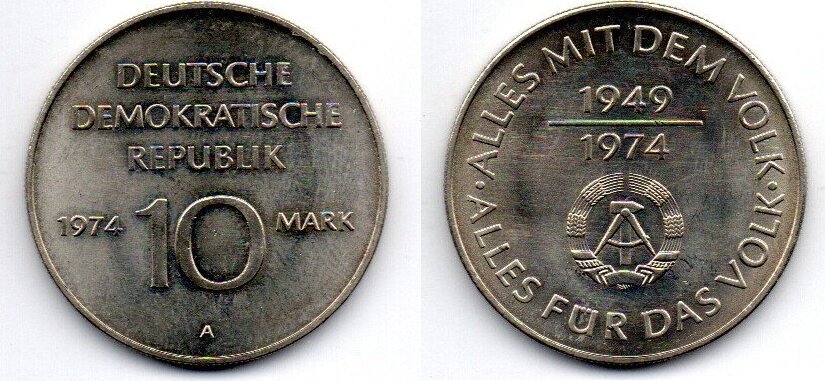 DEUTSCHE
DEMOKRATISCHE
REPUBLIK
1974 10 MARK
A
· ALLES MIT DEM VOLK ·
ALLES FÜR DAS VOLK
1949
1974